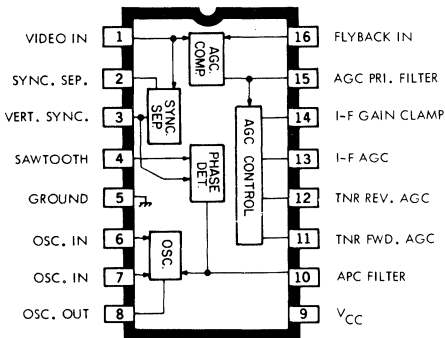 VIDEO IN 1 16 FLYBACK IN
AGC COMP.
SYNC. SEP. 2 15 AGC PRI. FILTER
SYNC. SEP.
VERT. SYNC. 3 14 I-F GAIN CLAMP
AGC CONTROL
SAWTOOTH 4 13 I-F AGC
PHASE DET.
GROUND 5 12 TNR REV. AGC
OSC. IN 6 11 TNR FWD. AGC
OSC.
OSC. IN 7 10 APC FILTER
OSC. OUT 8 9 VCC